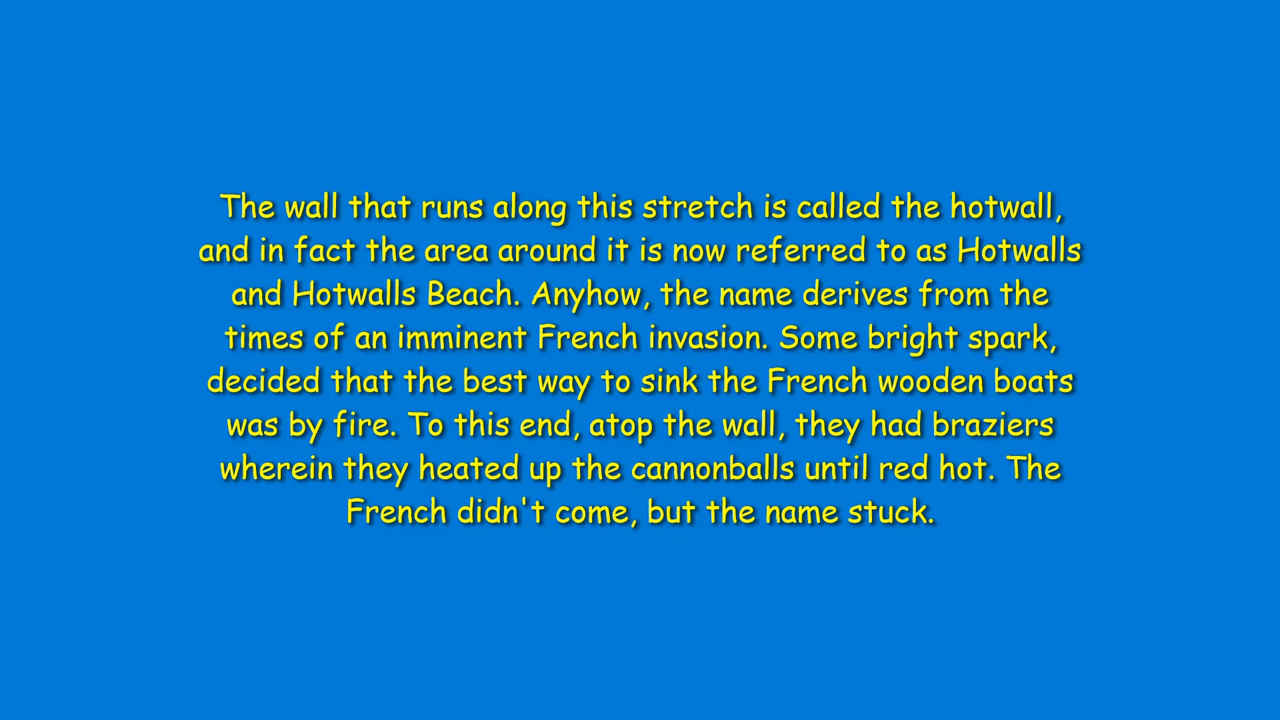 The wall that runs along this stretch is called the hotwall,
and in fact the area around it is now referred to as Hotwalls
and Hotwalls Beach. Anyhow, the name derives from the
times of an imminent French invasion. Some bright spark,
decided that the best way to sink the French wooden boats
was by fire. To this end, atop the wall, they had braziers
wherein they heated up the cannonballs until red hot. The
French didn't come, but the name stuck.